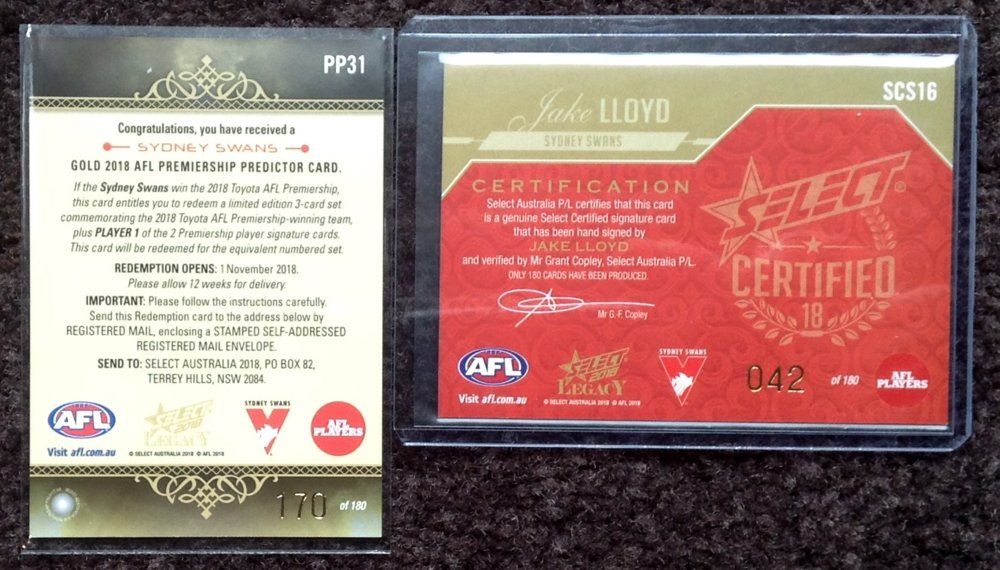 PP31
Congratulations, you have received a
SYDNEY SWANS
GOLD 2018 AFL PREMIERSHIP PREDICTOR CARD.
If the Sydney Swans win the 2018 Toyota AFL Premiership,
this card entitles you to redeem a limited edition 3-card set
commemorating the 2018 Toyota AFL Premiership-winning team,
plus PLAYER 1 of the 2 Premiership player signature cards.
This card will be redeemed for the equivalent numbered set.
REDEMPTION OPENS: 1 November 2018.
Please allow 12 weeks for delivery.
IMPORTANT: Please follow the instructions carefully.
Send this Redemption card to the address below by
REGISTERED MAIL, enclosing a STAMPED SELF-ADDRESSED
REGISTERED MAIL ENVELOPE.
SEND TO: SELECT AUSTRALIA 2018, PO BOX 82,
TERREY HILLS, NSW 2084.
AFL
Visit afl.com.au
SELECT
2018
LEGACY
© SELECT AUSTRALIA 2018 © AFL 2018
SYDNEY SWANS
AFL
PLAYERS
170 of 180
SCS16
Jake LLOYD
SYDNEY SWANS
CERTIFICATION
Select Australia P/L certifies that this card
is a genuine Select Certified signature card
that has been hand signed by
JAKE LLOYD
and verified by Mr Grant Copley, Select Australia P/L.
ONLY 180 CARDS HAVE BEEN PRODUCED.
Mr G. F. Copley
SELECT®
CERTIFIED
18
AFL
Visit afl.com.au
SELECT
2018
LEGACY
© SELECT AUSTRALIA 2018 © AFL 2018
SYDNEY SWANS
042 of 180
AFL
PLAYERS